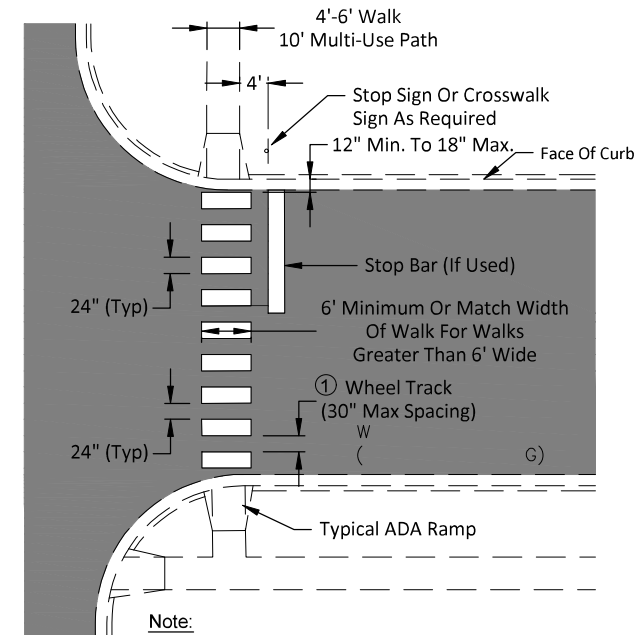 4'-6' Walk
10' Multi-Use Path
4'
Stop Sign Or Crosswalk
Sign As Required
12" Min. To 18" Max.
Face Of Curb
Stop Bar (If Used)
24" (Typ)
6' Minimum Or Match Width
Of Walk For Walks
Greater Than 6' Wide
1 Wheel Track
(30" Max Spacing)
W
( G)
24" (Typ)
Typical ADA Ramp
Note: